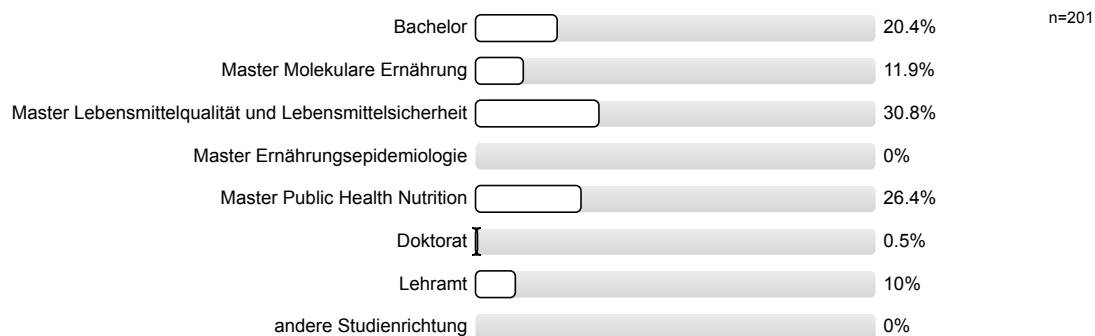 n=201
Bachelor 20.4%
Master Molekulare Ernährung 11.9%
Master Lebensmittelqualität und Lebensmittelsicherheit 30.8%
Master Ernährungsepidemiologie 0%
Master Public Health Nutrition 26.4%
Doktorat 0.5%
Lehramt 10%
andere Studienrichtung 0%